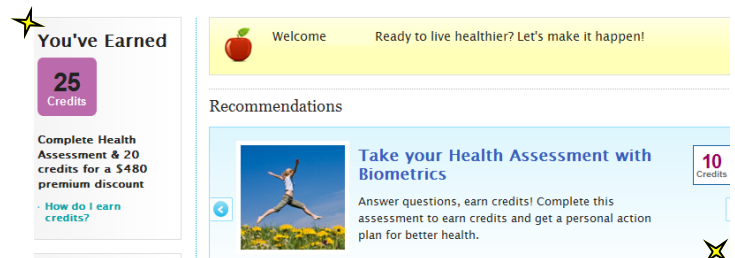 You've Earned
25
Credits
Complete Health
Assessment & 20
credits for a $480
premium discount
· How do I earn
credits?
Welcome Ready to live healthier? Let's make it happen!
Recommendations
Take your Health Assessment with
Biometrics
Answer questions, earn credits! Complete this
assessment to earn credits and get a personal action
plan for better health.
10
Credits